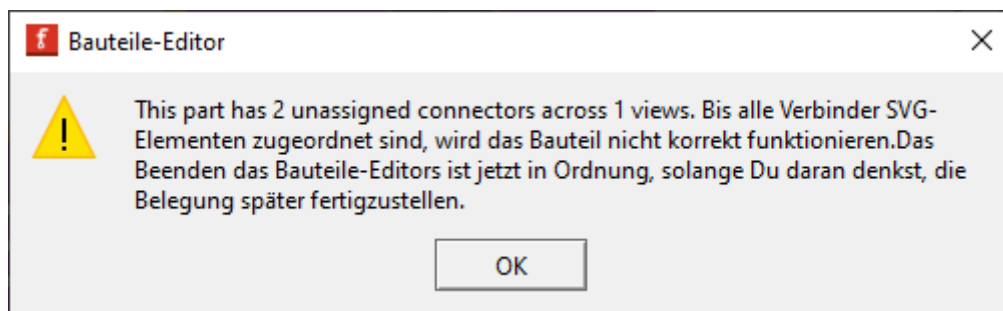 Bauteile-Editor
This part has 2 unassigned connectors across 1 views. Bis alle Verbinder SVG-
Elementen zugeordnet sind, wird das Bauteil nicht korrekt funktionieren.Das
Beenden das Bauteile-Editors ist jetzt in Ordnung, solange Du daran denkst, die
Belegung später fertigzustellen.
OK